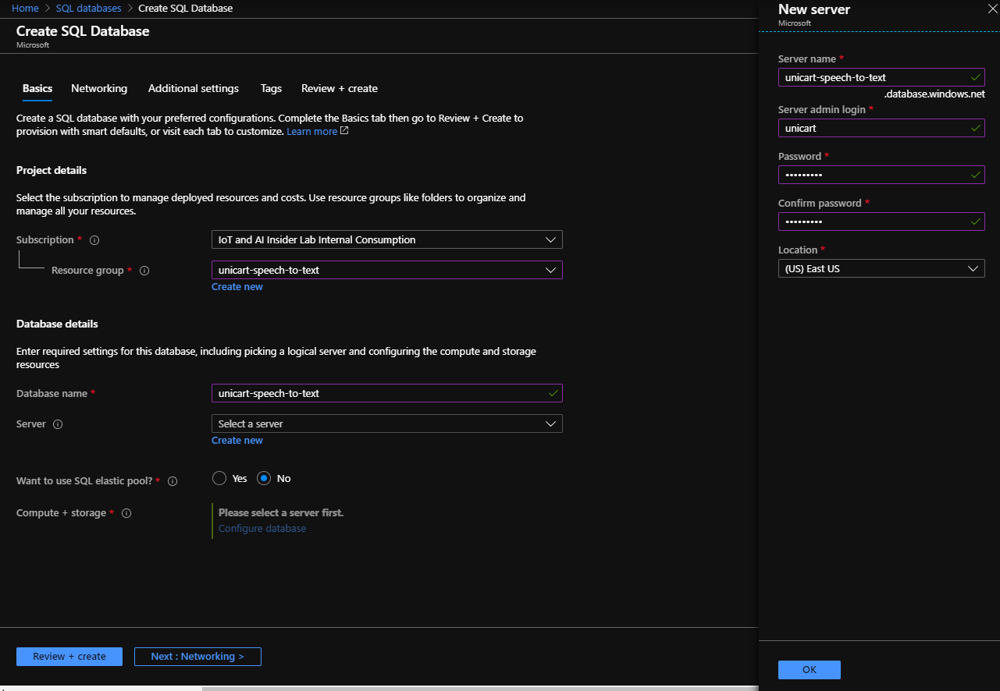 Home > SQL databases > Create SQL Database
Create SQL Database
Microsoft
Basics Networking Additional settings Tags Review + create
Create a SQL database with your preferred configurations. Complete the Basics tab then go to Review + Create to
provision with smart defaults, or visit each tab to customize. Learn more
Project details
Select the subscription to manage deployed resources and costs. Use resource groups like folders to organize and
manage all your resources.
Subscription * IoT and AI Insider Lab Internal Consumption
Resource group * unicart-speech-to-text
Create new
Database details
Enter required settings for this database, including picking a logical server and configuring the compute and storage
resources
Database name * unicart-speech-to-text
Server Select a server
Create new
Want to use SQL elastic pool? * Yes No
Compute + storage * Please select a server first.
Configure database
Review + create Next : Networking >
New server
Microsoft
Server name *
unicart-speech-to-text
.database.windows.net
Server admin login *
unicart
Password *
•••••••••
Confirm password *
•••••••••
Location *
(US) East US
OK